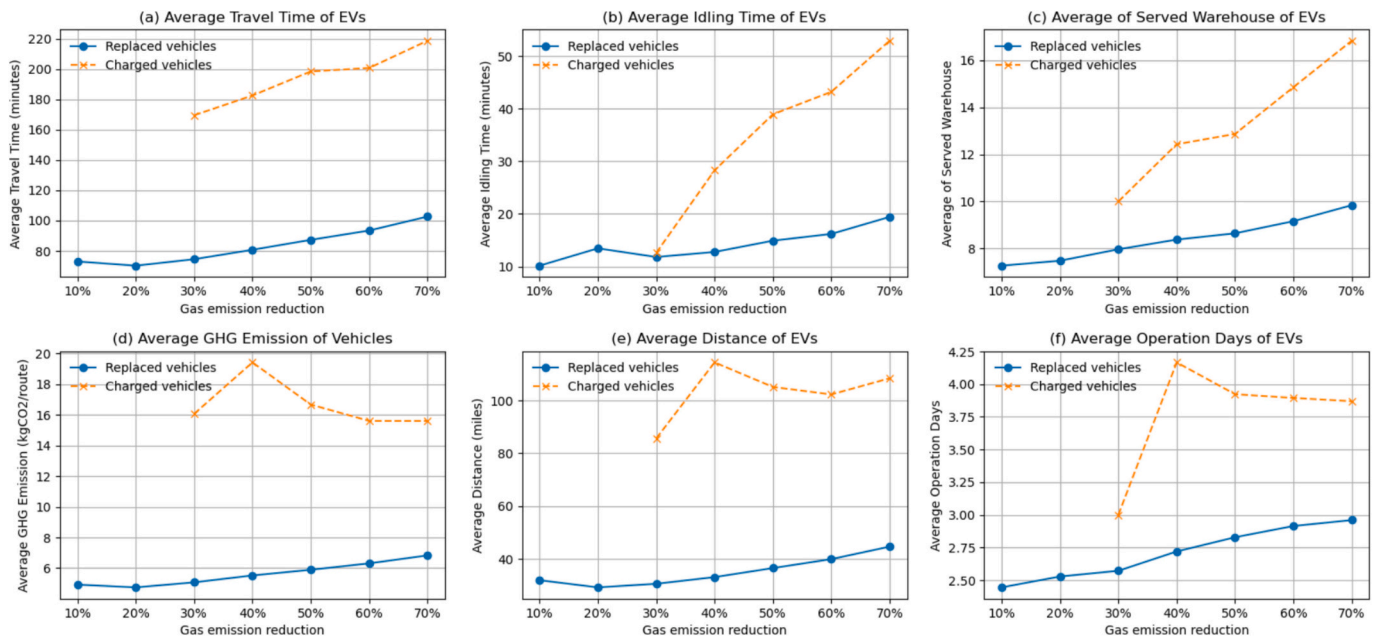 (a) Average Travel Time of EVs
Average Travel Time (minutes)
220
200
180
160
140
120
100
80
Replaced vehicles
Charged vehicles
10% 20% 30% 40% 50% 60% 70%
Gas emission reduction
(b) Average Idling Time of EVs
Average Idling Time (minutes)
50
40
30
20
10
Replaced vehicles
Charged vehicles
10% 20% 30% 40% 50% 60% 70%
Gas emission reduction
(c) Average of Served Warehouse of EVs
Average of Served Warehouse
16
14
12
10
8
Replaced vehicles
Charged vehicles
10% 20% 30% 40% 50% 60% 70%
Gas emission reduction
(d) Average GHG Emission of Vehicles
Average GHG Emission (kgCO2/route)
20
18
16
14
12
10
8
6
Replaced vehicles
Charged vehicles
10% 20% 30% 40% 50% 60% 70%
Gas emission reduction
(e) Average Distance of EVs
Average Distance (miles)
100
80
60
40
Replaced vehicles
Charged vehicles
10% 20% 30% 40% 50% 60% 70%
Gas emission reduction
(f) Average Operation Days of EVs
Average Operation Days
4.25
4.00
3.75
3.50
3.25
3.00
2.75
2.50
Replaced vehicles
Charged vehicles
10% 20% 30% 40% 50% 60% 70%
Gas emission reduction